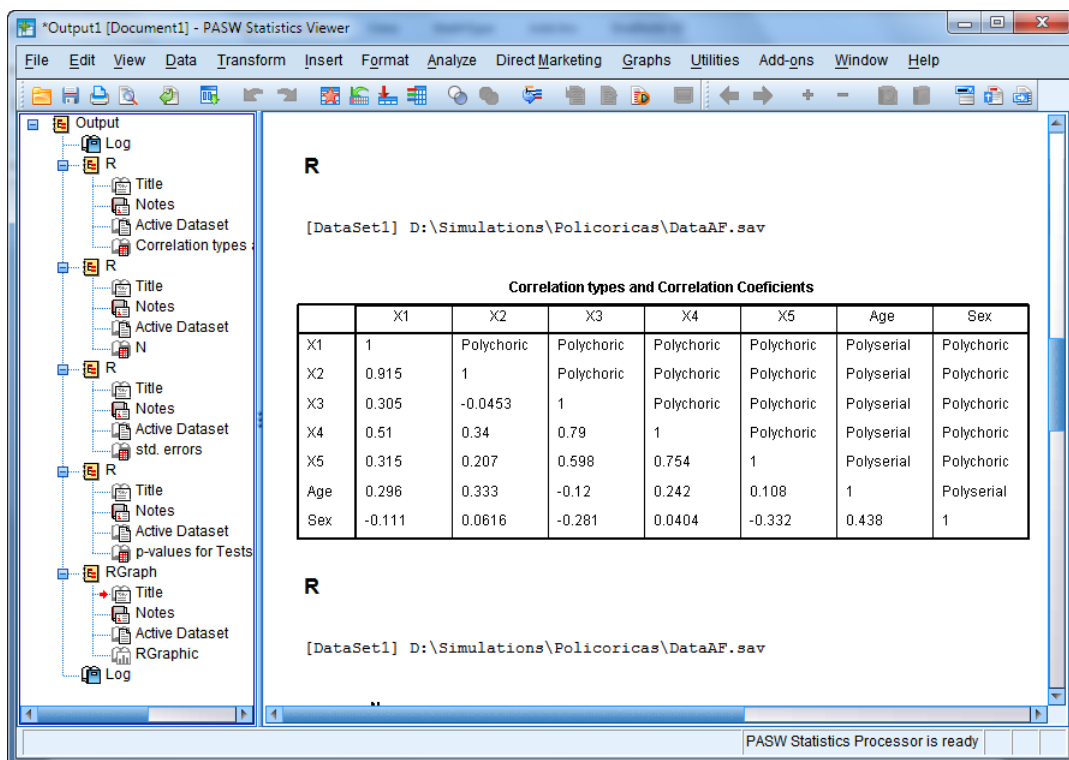 *Output1 [Document1] - PASW Statistics Viewer
File Edit View Data Transform Insert Format Analyze Direct Marketing Graphs Utilities Add-ons Window Help
Output
Log
R
Title
Notes
Active Dataset
Correlation types
R
Title
Notes
Active Dataset
N
R
Title
Notes
Active Dataset
std. errors
R
Title
Notes
Active Dataset
p-values for Tests
RGraph
Title
Notes
Active Dataset
RGraphic
Log
R
[DataSet1] D:\Simulations\Policoricas\DataAF.sav
Correlation types and Correlation Coeficients
X1 X2 X3 X4 X5 Age Sex
X1 1 Polychoric Polychoric Polychoric Polychoric Polyserial Polychoric
X2 0.915 1 Polychoric Polychoric Polychoric Polyserial Polychoric
X3 0.305 -0.0453 1 Polychoric Polychoric Polyserial Polychoric
X4 0.51 0.34 0.79 1 Polychoric Polyserial Polychoric
X5 0.315 0.207 0.598 0.754 1 Polyserial Polychoric
Age 0.296 0.333 -0.12 0.242 0.108 1 Polyserial
Sex -0.111 0.0616 -0.281 0.0404 -0.332 0.438 1
R
[DataSet1] D:\Simulations\Policoricas\DataAF.sav
PASW Statistics Processor is ready